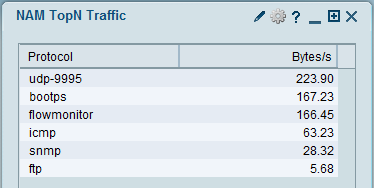 NAM TopN Traffic
Protocol Bytes/s
udp-9995 223.90
bootps 167.23
flowmonitor 166.45
icmp 63.23
snmp 28.32
ftp 5.68